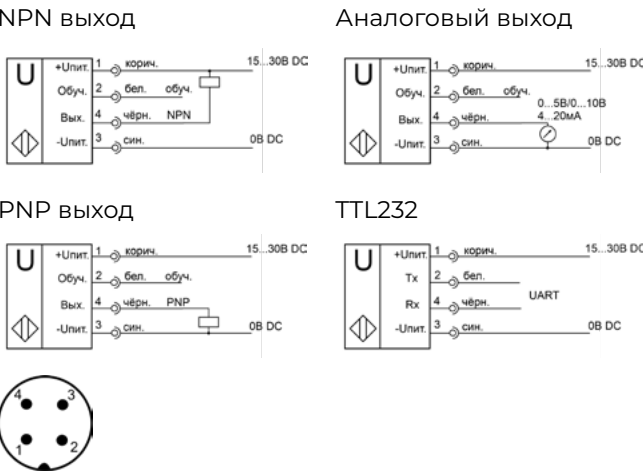 NPN выход
U
+Uпит. 1 корич. 15...30В DC
Обуч. 2 бел. обуч.
Вых. 4 чёрн. NPN
-Uпит. 3 син. 0В DC
Аналоговый выход
U
+Uпит. 1 корич. 15...30В DC
Обуч. 2 бел. обуч.
0...5В/0...10В
Вых. 4 чёрн. 4...20мА
-Uпит. 3 син. 0В DC
PNP выход
U
+Uпит. 1 корич. 15...30В DC
Обуч. 2 бел. обуч.
Вых. 4 чёрн. PNP
-Uпит. 3 син. 0В DC
TTL232
U
+Uпит. 1 корич. 15...30В DC
Tx 2 бел.
UART
Rx 4 чёрн.
-Uпит. 3 син. 0В DC
4 3
1 2